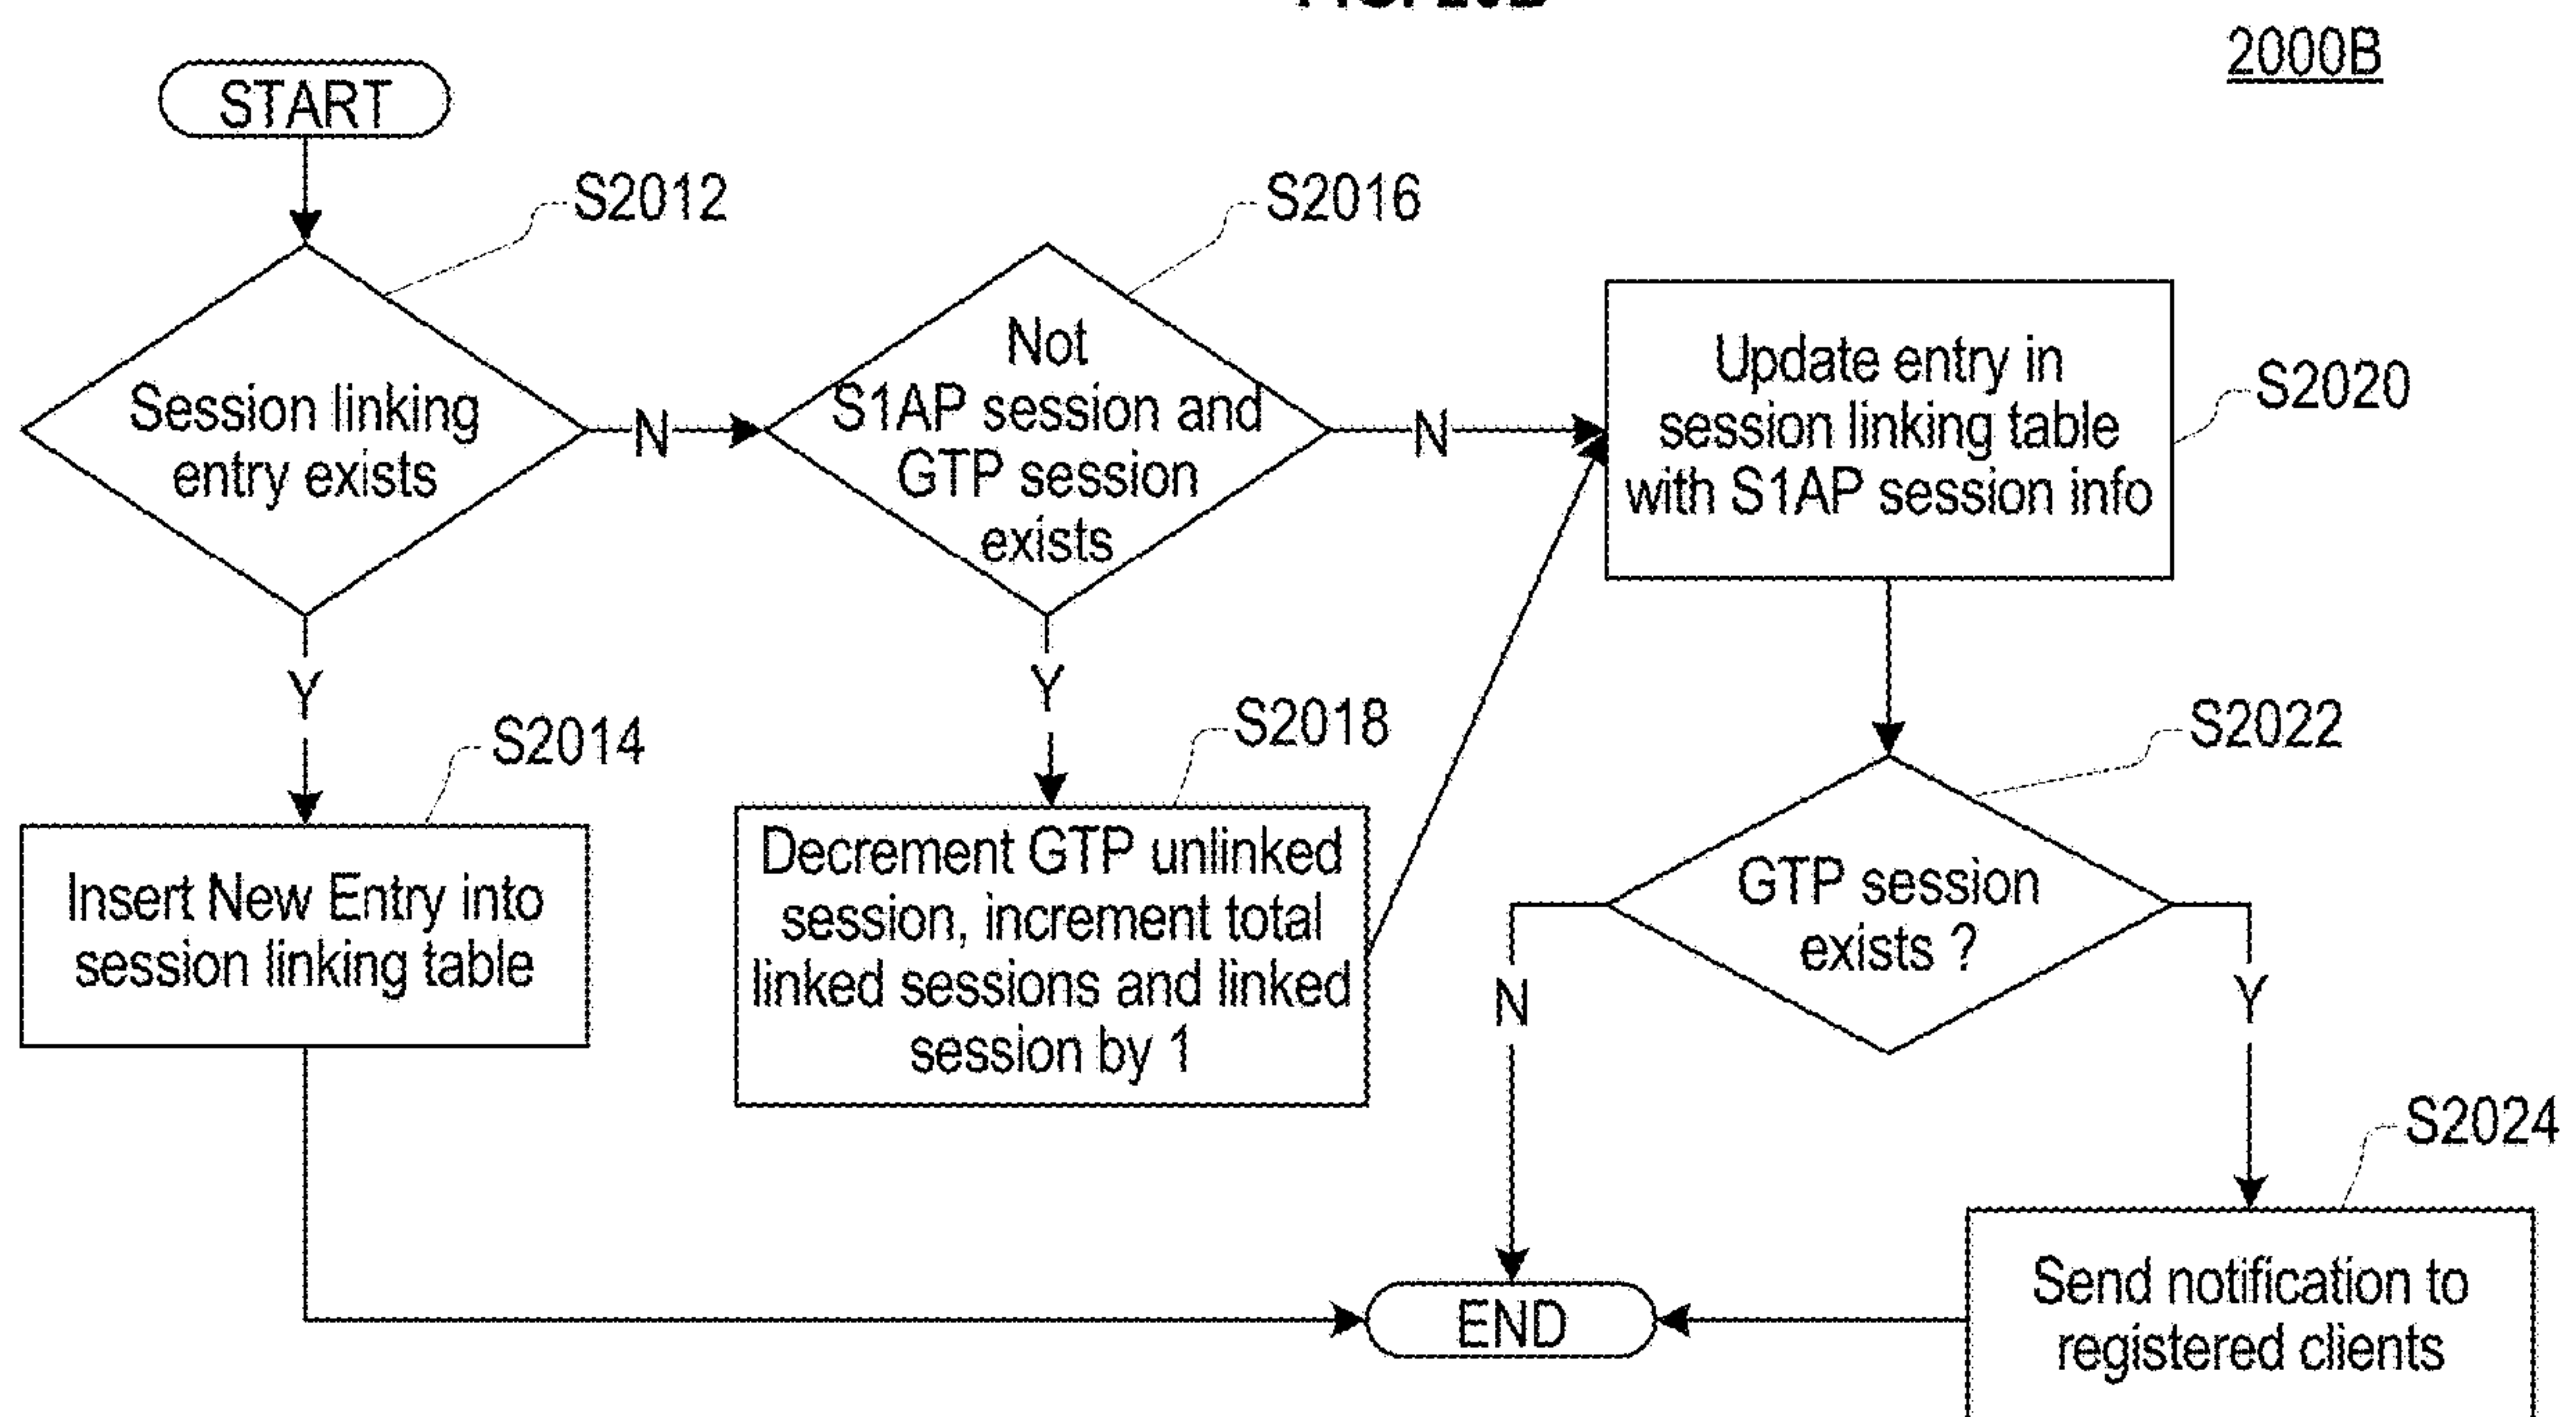 2000B
START
S2012
S2016
Session linking
entry exists
N
Not
S1AP session and
GTP session
exists
N
Update entry in
session linking table
with S1AP session info
S2020
Y
S2014
Insert New Entry into
session linking table
Y
S2018
Decrement GTP unlinked
session, increment total
linked sessions and linked
session by 1
S2022
GTP session
exists ?
N
Y
S2024
Send notification to
registered clients
END